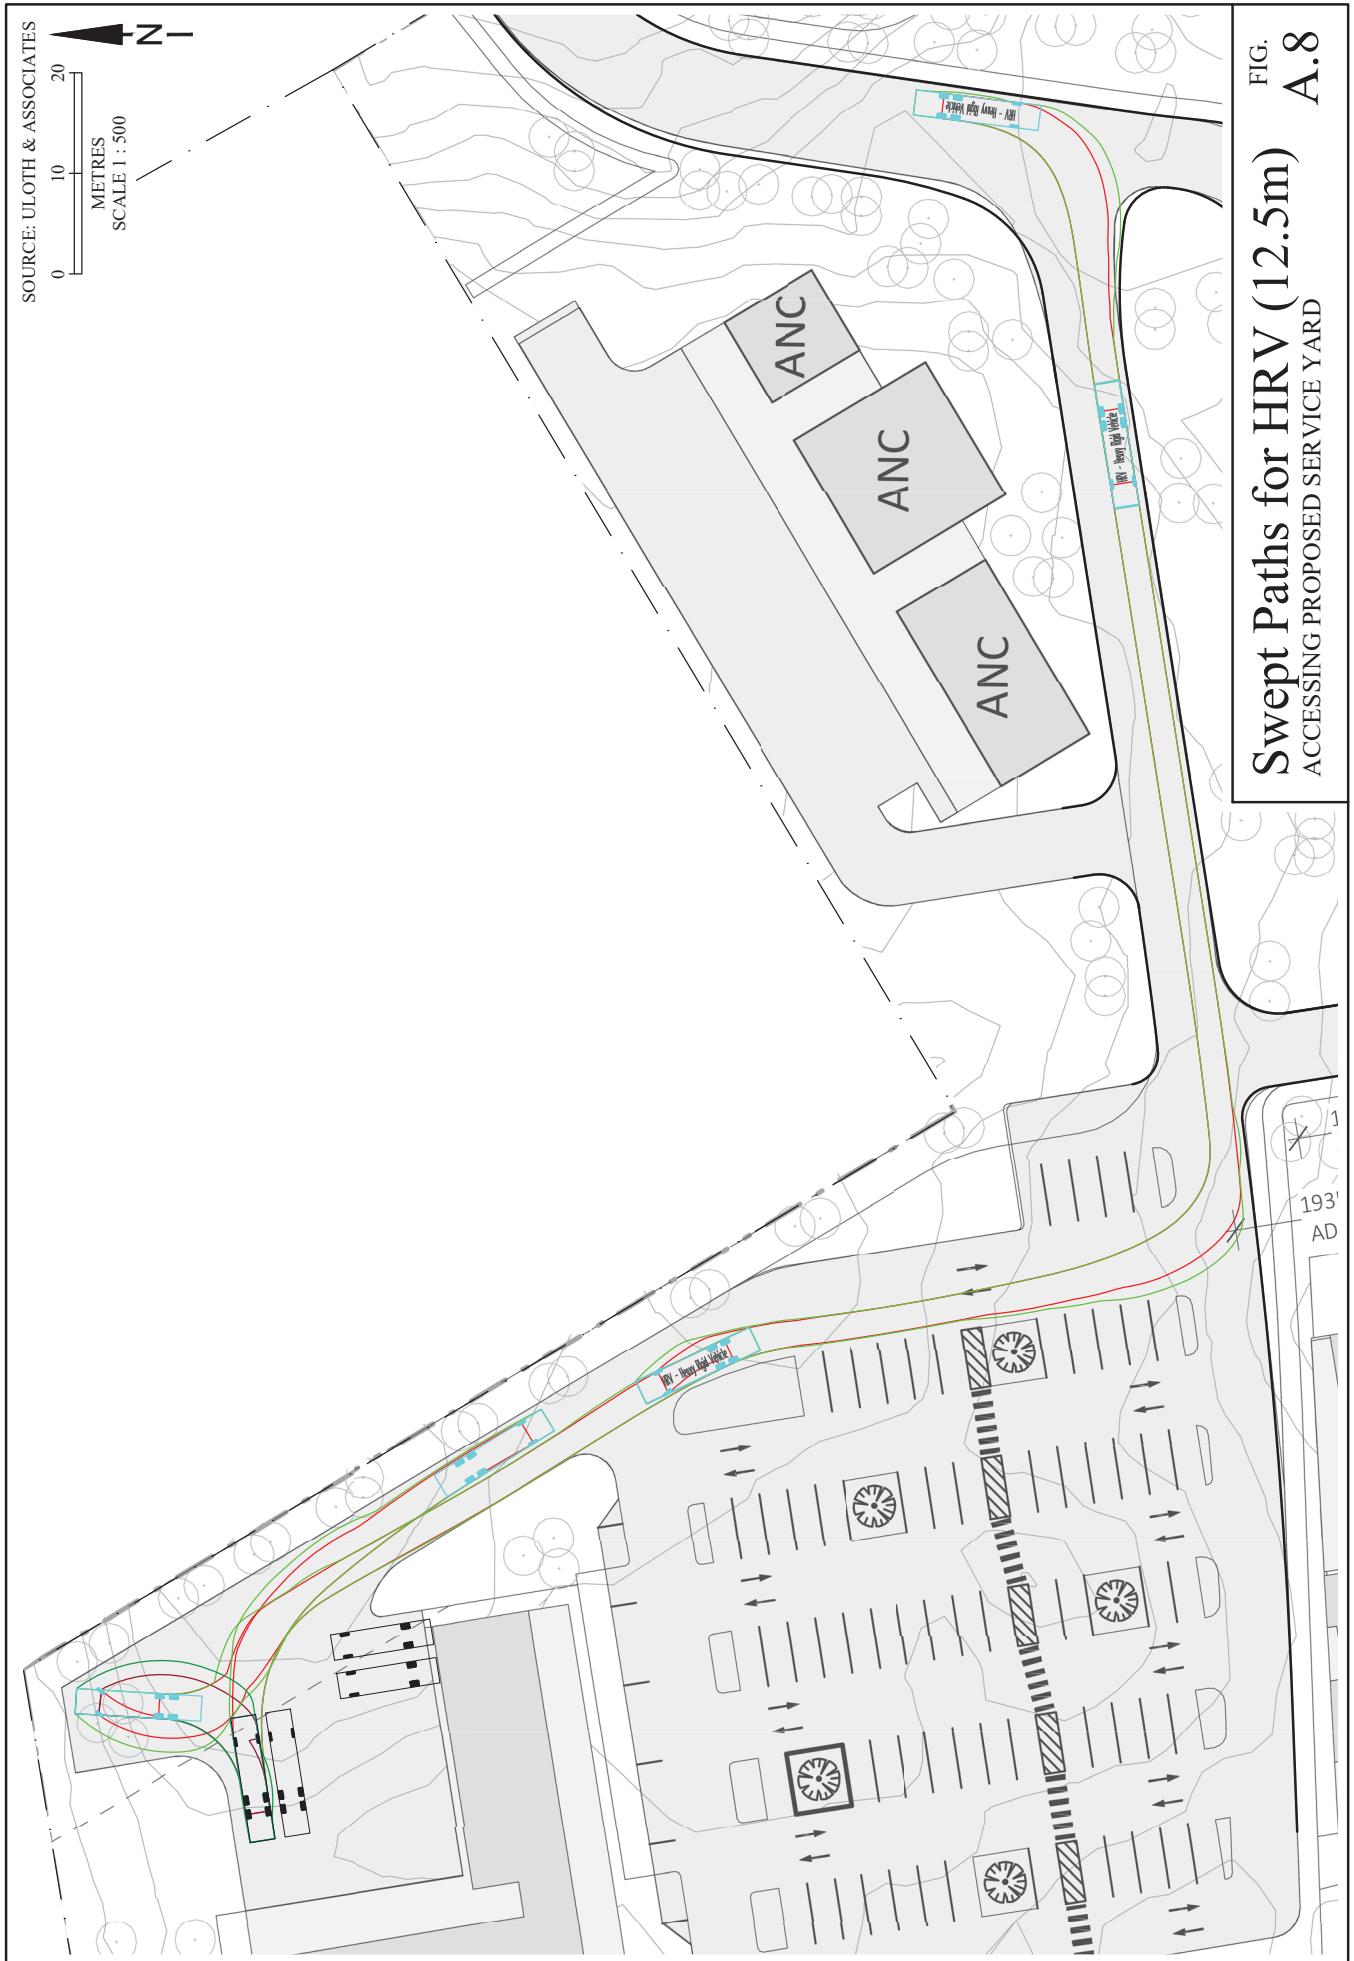 SOURCE: ULOTH & ASSOCIATES
N
0 10 20
METRES
SCALE 1 : 500
HRV - Heavy Rigid Vehicle
ANC
ANC
ANC
HRV - Heavy Rigid Vehicle
HRV - Heavy Rigid Vehicle
1
193
AD
Swept Paths for HRV (12.5m)
ACCESSING PROPOSED SERVICE YARD
FIG.
A.8